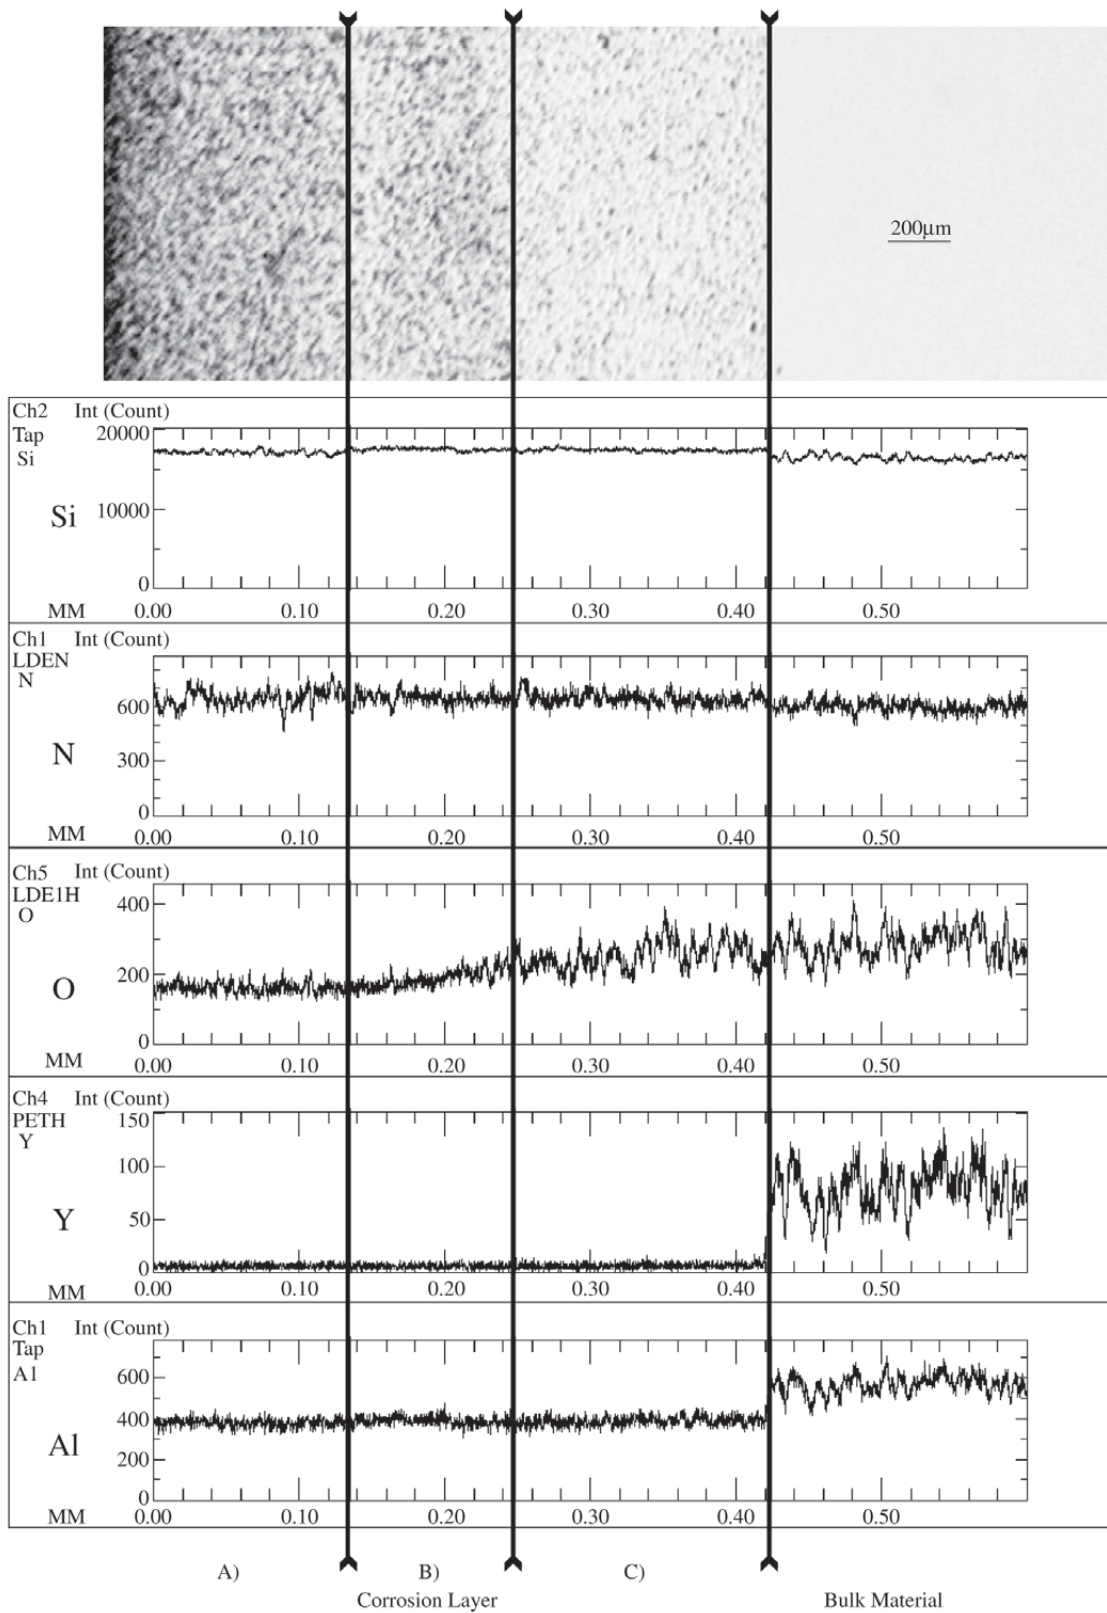 200μm
Ch2 Int (Count)
Tap 20000
Si
Si 10000
0
MM 0.00 0.10 0.20 0.30 0.40 0.50
Ch1 Int (Count)
LDEN
N 600
300
N
0
MM 0.00 0.10 0.20 0.30 0.40 0.50
Ch5 Int (Count)
LDE1H 400
O
200
O
0
MM 0.00 0.10 0.20 0.30 0.40 0.50
Ch4 Int (Count)
PETH 150
Y
100
Y 50
0
MM 0.00 0.10 0.20 0.30 0.40 0.50
Ch1 Int (Count)
Tap
A1 600
400
Al
200
0
MM 0.00 0.10 0.20 0.30 0.40 0.50
A) B) C)
Corrosion Layer Bulk Material